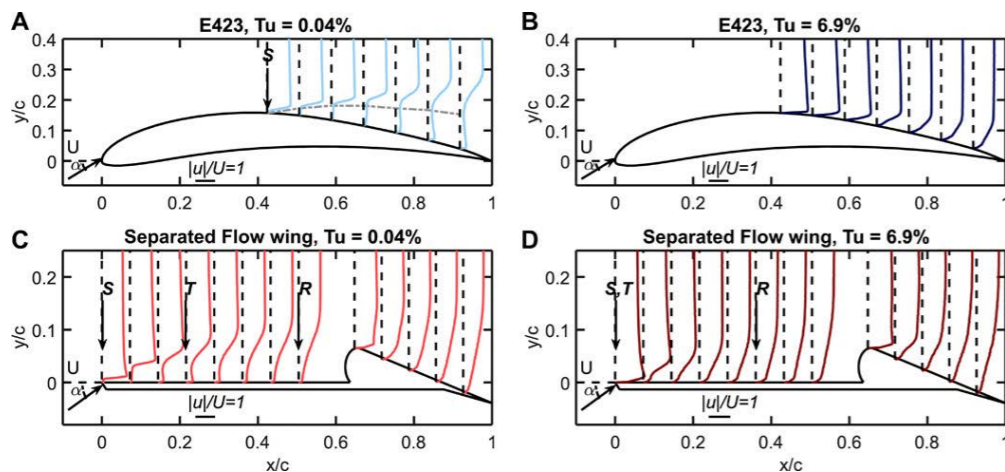 A
E423, Tu = 0.04%
0.4
0.3
0.2
0.1
0
y/c
S
U
α
|u|/U=1
0
0.2
0.4
0.6
0.8
1
B
E423, Tu = 6.9%
0.4
0.3
0.2
0.1
0
y/c
U
α
|u|/U=1
0
0.2
0.4
0.6
0.8
1
C
Separated Flow wing, Tu = 0.04%
0.2
0.1
0
y/c
S
T
R
U
α
|u|/U=1
0
0.2
0.4
0.6
0.8
1
x/c
D
Separated Flow wing, Tu = 6.9%
0.2
0.1
0
y/c
S,T
R
U
α
|u|/U=1
0
0.2
0.4
0.6
0.8
1
x/c